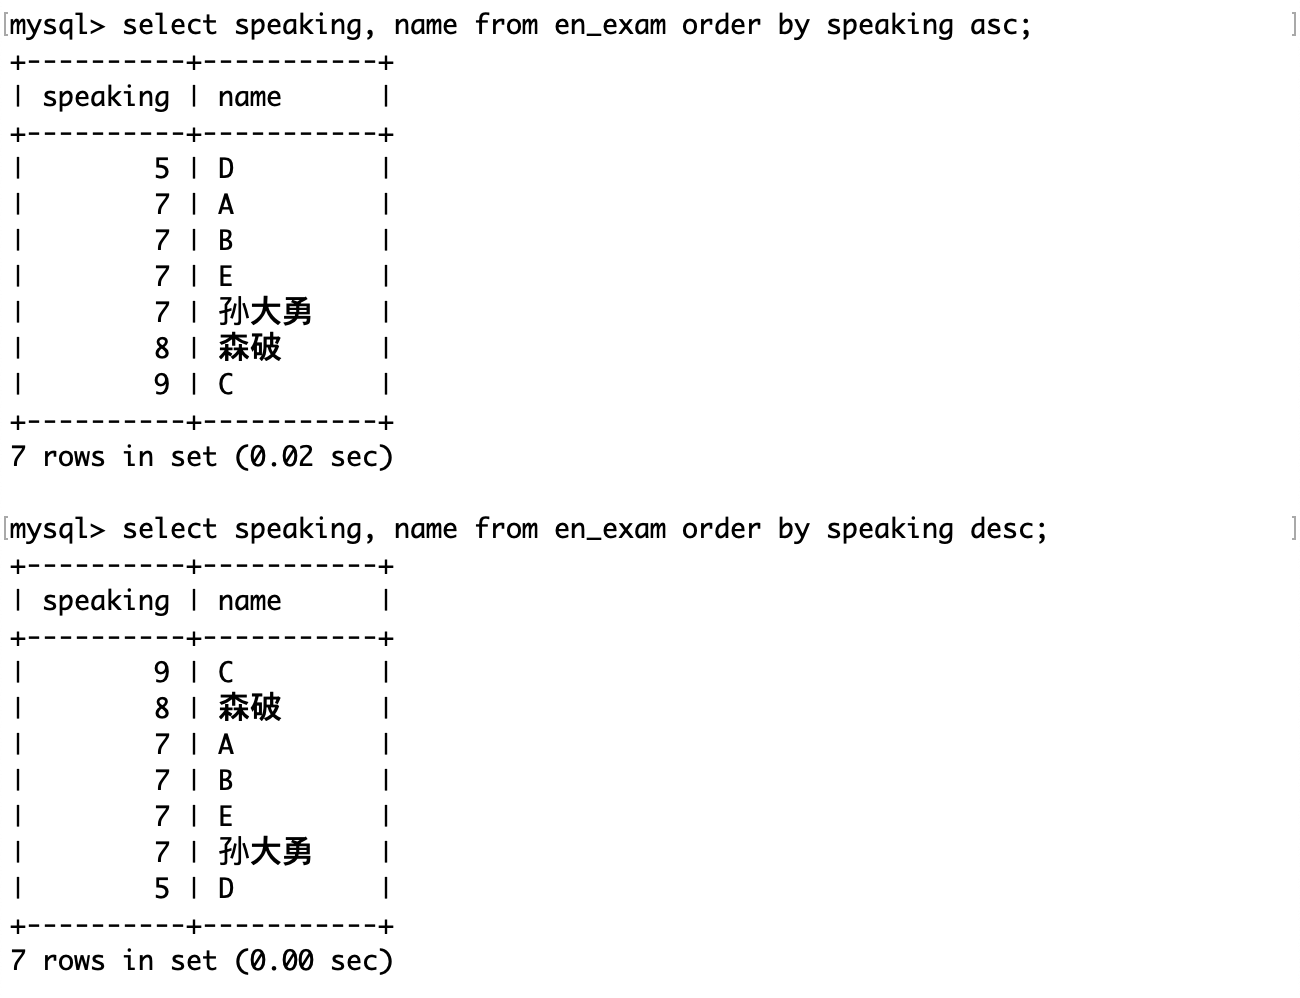 [mysql> select speaking, name from en_exam order by speaking asc; ]
+----------+-----------+
| speaking | name      |
+----------+-----------+
|        5 | D         |
|        7 | A         |
|        7 | B         |
|        7 | E         |
|        7 | 孙大勇    |
|        8 | 森破      |
|        9 | C         |
+----------+-----------+
7 rows in set (0.02 sec)
[mysql> select speaking, name from en_exam order by speaking desc; ]
+----------+-----------+
| speaking | name      |
+----------+-----------+
|        9 | C         |
|        8 | 森破      |
|        7 | A         |
|        7 | B         |
|        7 | E         |
|        7 | 孙大勇    |
|        5 | D         |
+----------+-----------+
7 rows in set (0.00 sec)